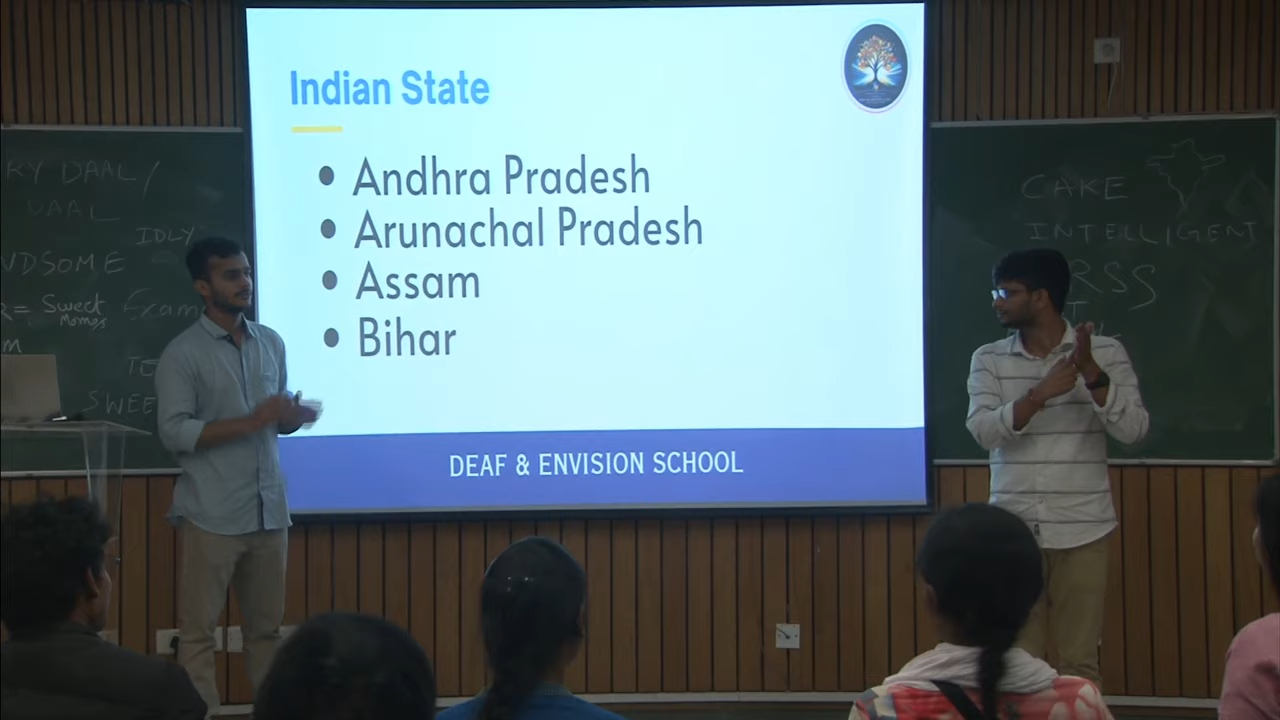 Indian State
• Andhra Pradesh
• Arunachal Pradesh
• Assam
• Bihar
DEAF & ENVISION SCHOOL
RY DAAL /
DAAL
IDLY
NDSOME
= Sweet
Exam
SWEE
CAKE
INTELLIGENT
RSS